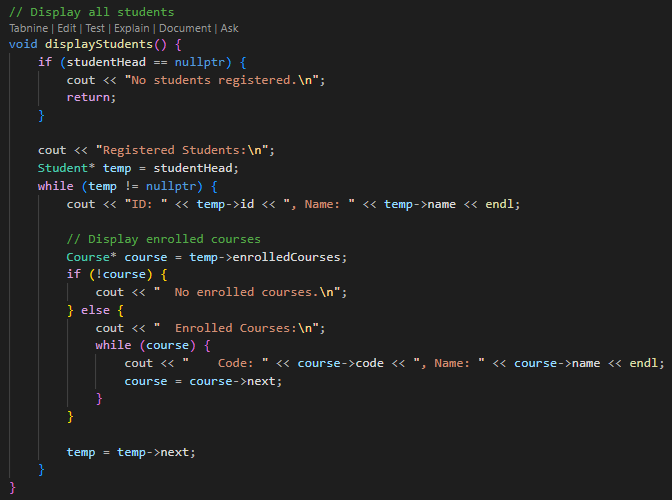 // Display all students
Tabnine | Edit | Test | Explain | Document | Ask
void displayStudents() {
    if (studentHead == nullptr) {
        cout << "No students registered.\n";
        return;
    }

    cout << "Registered Students:\n";
    Student* temp = studentHead;
    while (temp != nullptr) {
        cout << "ID: " << temp->id << ", Name: " << temp->name << endl;

        // Display enrolled courses
        Course* course = temp->enrolledCourses;
        if (!course) {
            cout << "  No enrolled courses.\n";
        } else {
            cout << "  Enrolled Courses:\n";
            while (course) {
                cout << "    Code: " << course->code << ", Name: " << course->name << endl;
                course = course->next;
            }
        }

        temp = temp->next;
    }
}